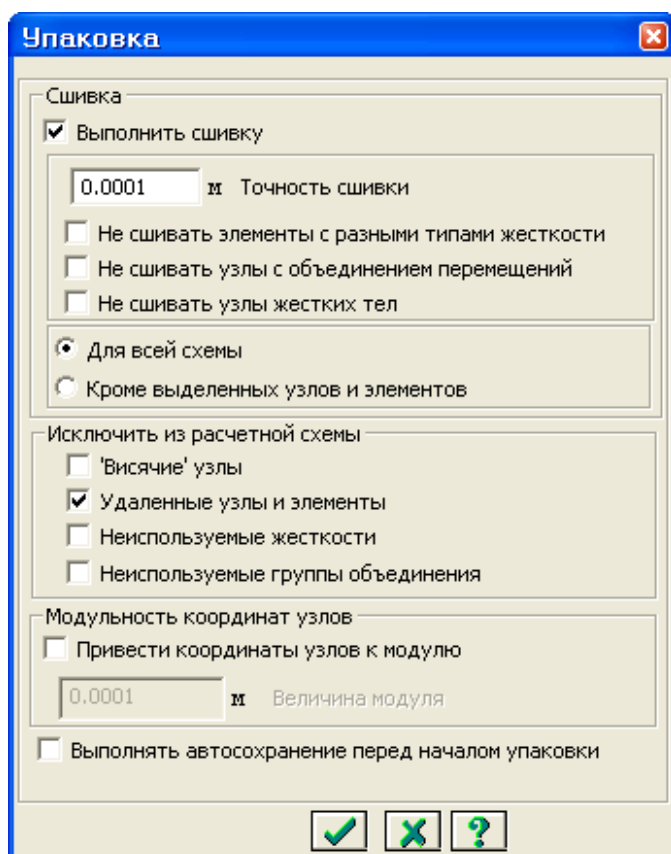 Упаковка
Сшивка
Выполнить сшивку
0.0001 м Точность сшивки
Не сшивать элементы с разными типами жесткости
Не сшивать узлы с объединением перемещений
Не сшивать узлы жестких тел
Для всей схемы
Кроме выделенных узлов и элементов
Исключить из расчетной схемы
'Висячие' узлы
Удаленные узлы и элементы
Неиспользуемые жесткости
Неиспользуемые группы объединения
Модульность координат узлов
Привести координаты узлов к модулю
0.0001 м Величина модуля
Выполнять автосохранение перед началом упаковки
?